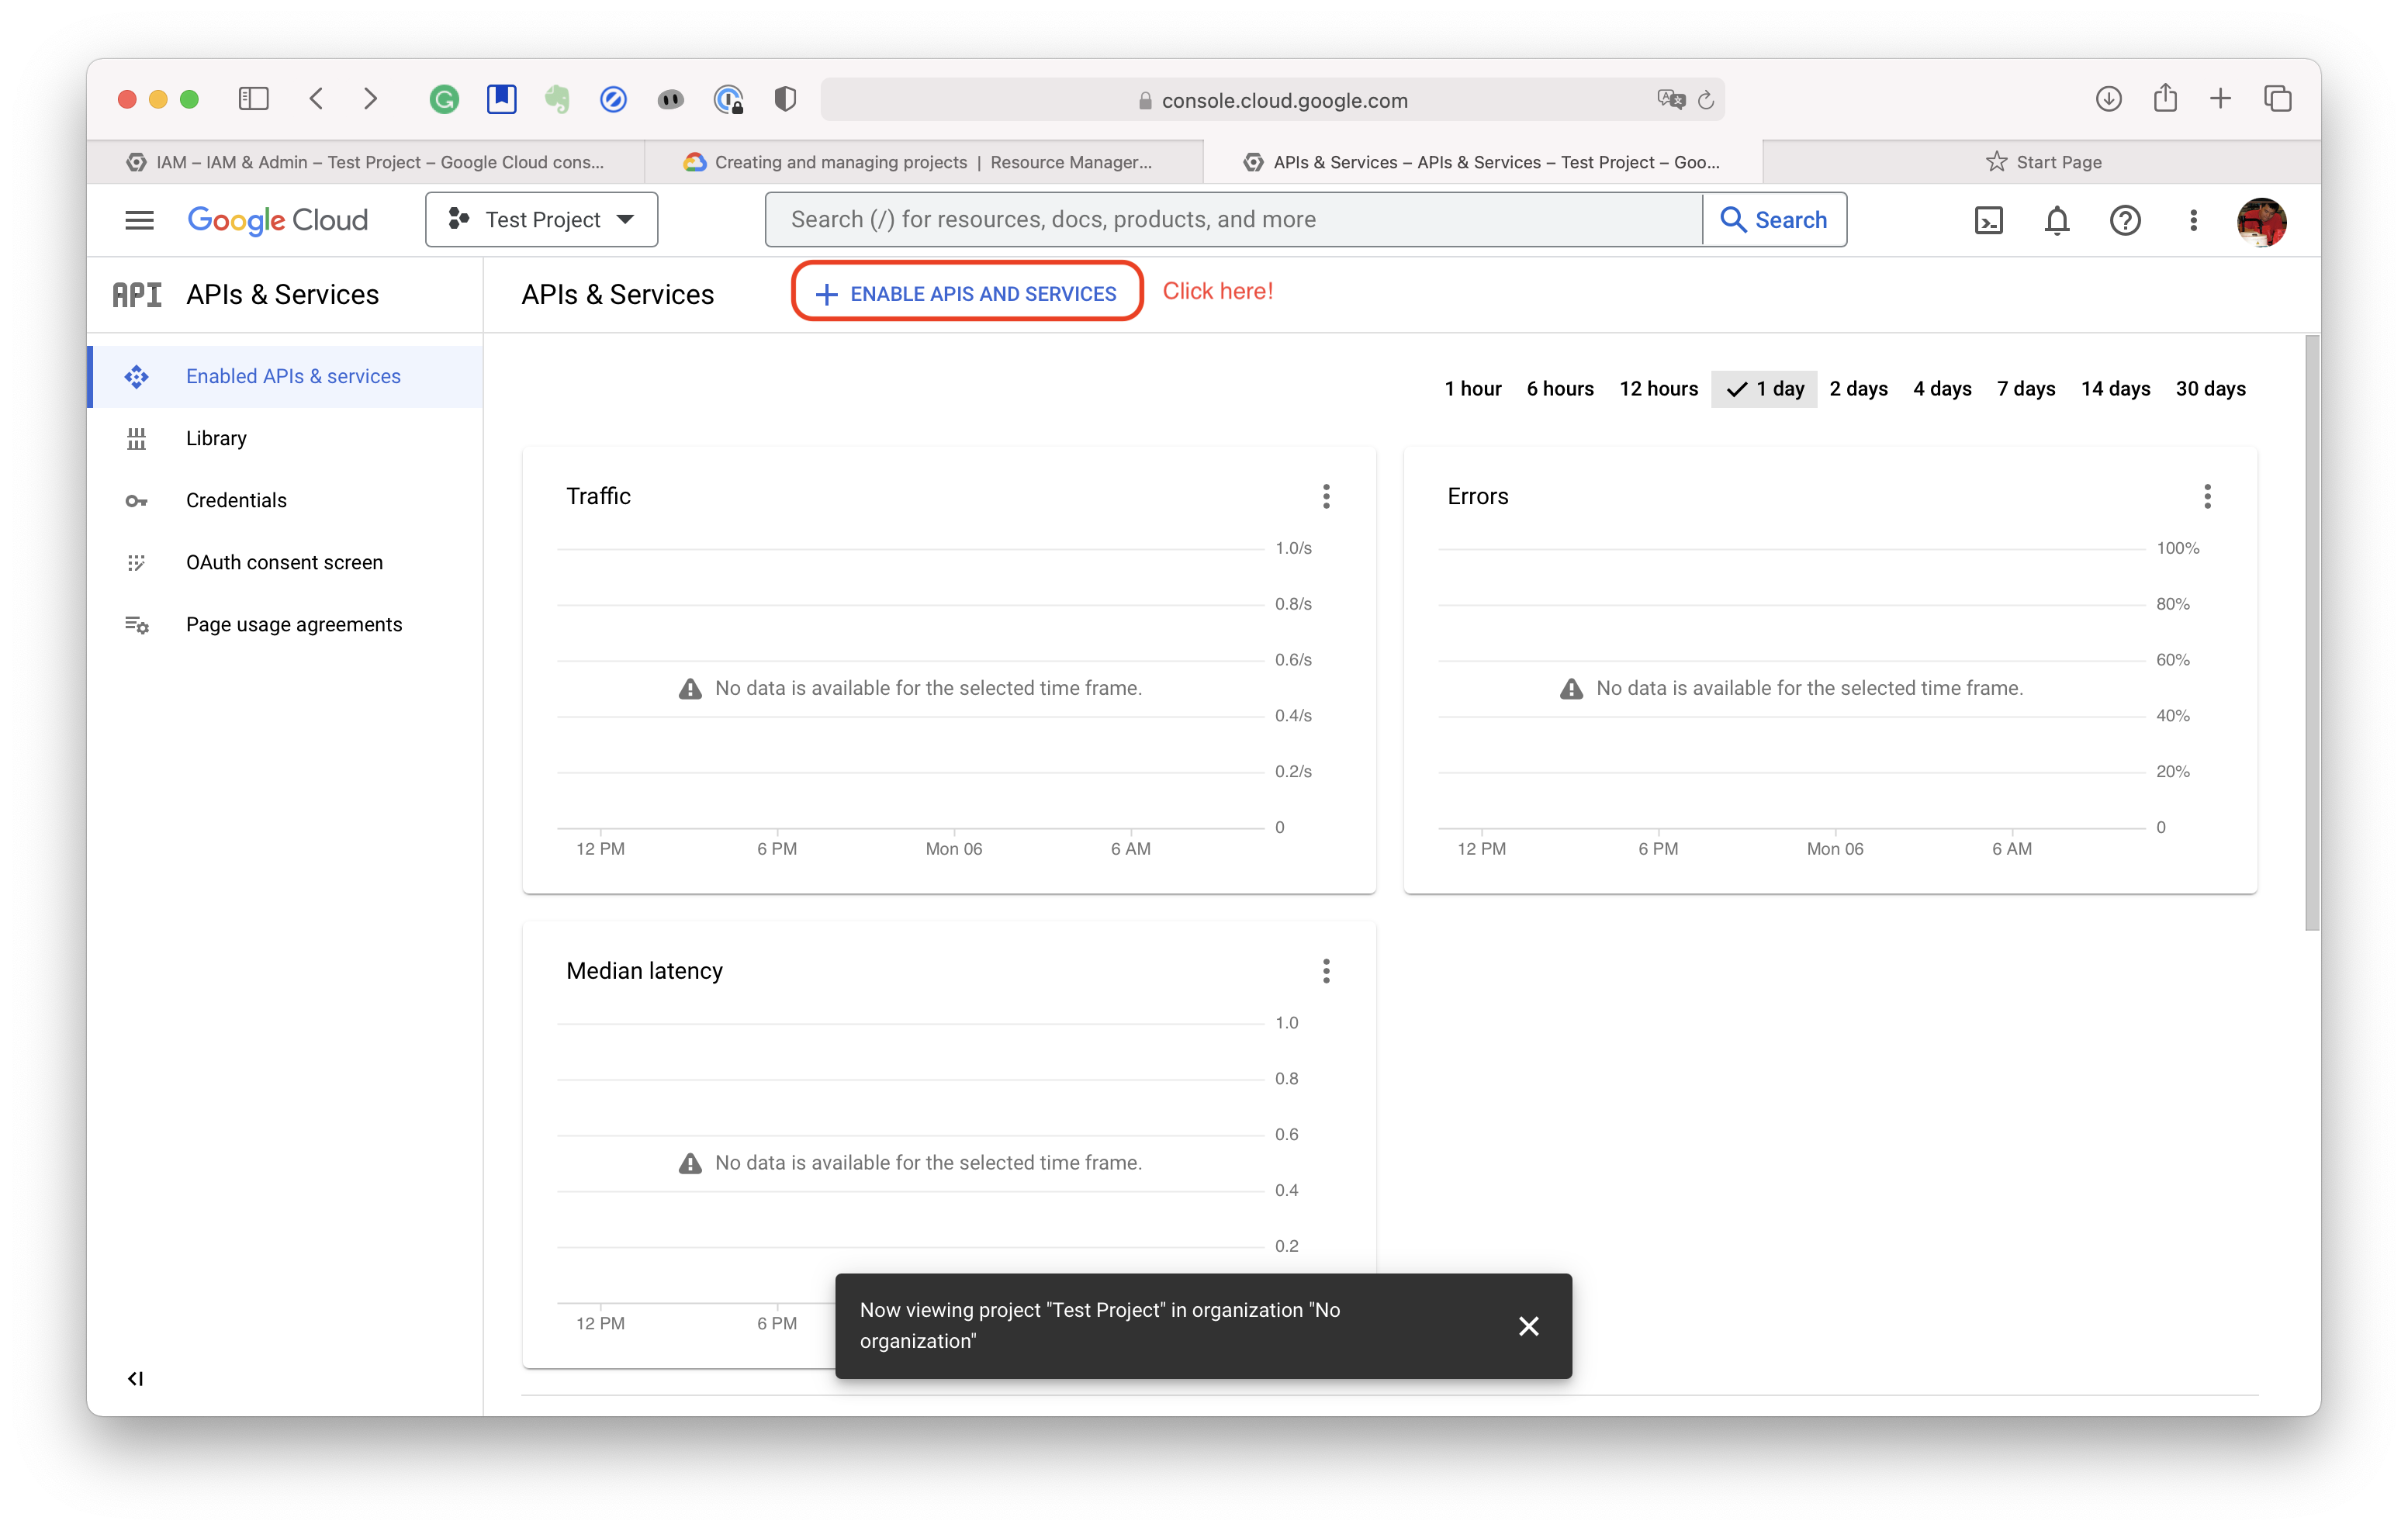 console.cloud.google.com
IAM – IAM & Admin – Test Project – Google Cloud cons...
Creating and managing projects | Resource Manager...
APIs & Services – APIs & Services – Test Project – Goo...
Start Page
Google Cloud
Test Project
Search (/) for resources, docs, products, and more
Search
API
APIs & Services
APIs & Services
ENABLE APIS AND SERVICES
Click here!
Enabled APIs & services
Library
Credentials
OAuth consent screen
Page usage agreements
1 hour 6 hours 12 hours 1 day 2 days 4 days 7 days 14 days 30 days
Traffic
1.0/s
0.8/s
0.6/s
No data is available for the selected time frame.
0.4/s
0.2/s
0
12 PM 6 PM Mon 06 6 AM
Errors
100%
80%
60%
No data is available for the selected time frame.
40%
20%
0
12 PM 6 PM Mon 06 6 AM
Median latency
1.0
0.8
0.6
No data is available for the selected time frame.
0.4
0.2
12 PM 6 PM
Now viewing project "Test Project" in organization "No
organization"